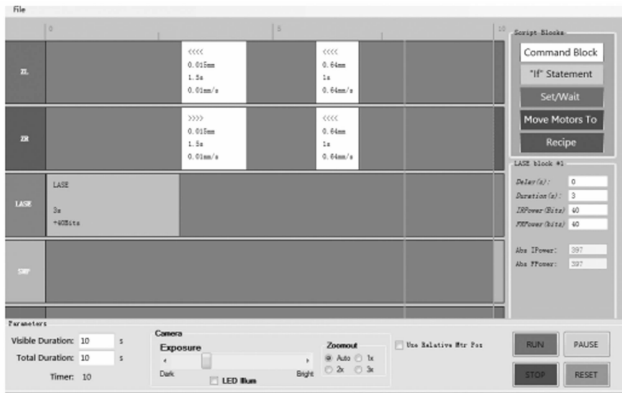 File
0
5
10
ZL
<<<<
0.015mm
1.5s
0.01mm/s
<<<<
0.64mm
1s
0.64mm/s
ZR
>>>>
0.015mm
1.5s
0.01mm/s
<<<<
0.64mm
1s
0.64mm/s
LASE
LASE
3s
+40Bits
SHP
Script Blocks
Command Block
"If" Statement
Set/Wait
Move Motors To
Recipe
LASE block #1
Delay(s): 0
Duration(s): 3
IRPower(Bits) 40
FRPower(bits) 40
Abs IPower: 397
Abs FPower: 397
Parameters
Visible Duration: 10 s
Total Duration: 10 s
Timer: 10
Camera
Exposure
Dark
Bright
LED Illum
Zoomout
Auto 1x
2x 3x
Use Relative Mtr Pos
RUN
PAUSE
STOP
RESET